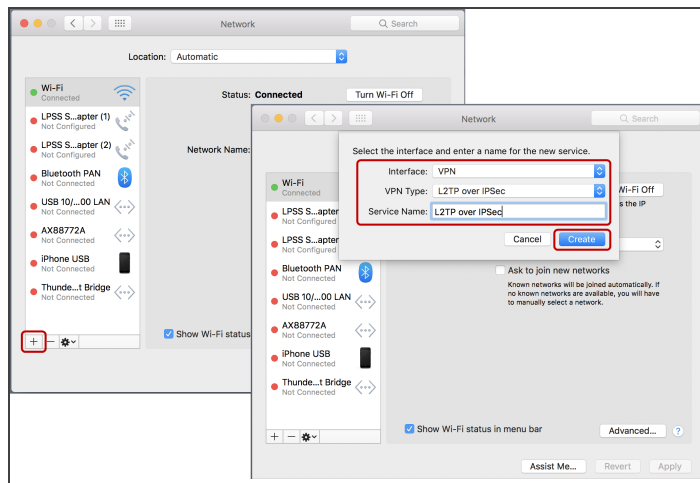 Network
Search
Location: Automatic
Wi-Fi
Connected
LPSS S...apter (1)
Not Configured
LPSS S...apter (2)
Not Configured
Bluetooth PAN
Not Connected
USB 10/...00 LAN
Not Connected
AX88772A
Not Connected
iPhone USB
Not Connected
Thunde...t Bridge
Not Connected
Status: Connected
Turn Wi-Fi Off
Network Name:
Show Wi-Fi status
Network
Search
Select the interface and enter a name for the new service.
Interface: VPN
VPN Type: L2TP over IPSec
Service Name: L2TP over IPSec
Cancel
Create
Wi-Fi
Connected
LPSS S...apter
Not Configured
LPSS S...apter
Not Configured
Bluetooth PAN
Not Connected
USB 10/...00 LAN
Not Connected
AX88772A
Not Connected
iPhone USB
Not Connected
Thunde...t Bridge
Not Connected
Wi-Fi Off
s the IP
Ask to join new networks
Known networks will be joined automatically. If
no known networks are available, you will have
to manually select a network.
Show Wi-Fi status in menu bar
Advanced...
?
Assist Me...
Revert
Apply